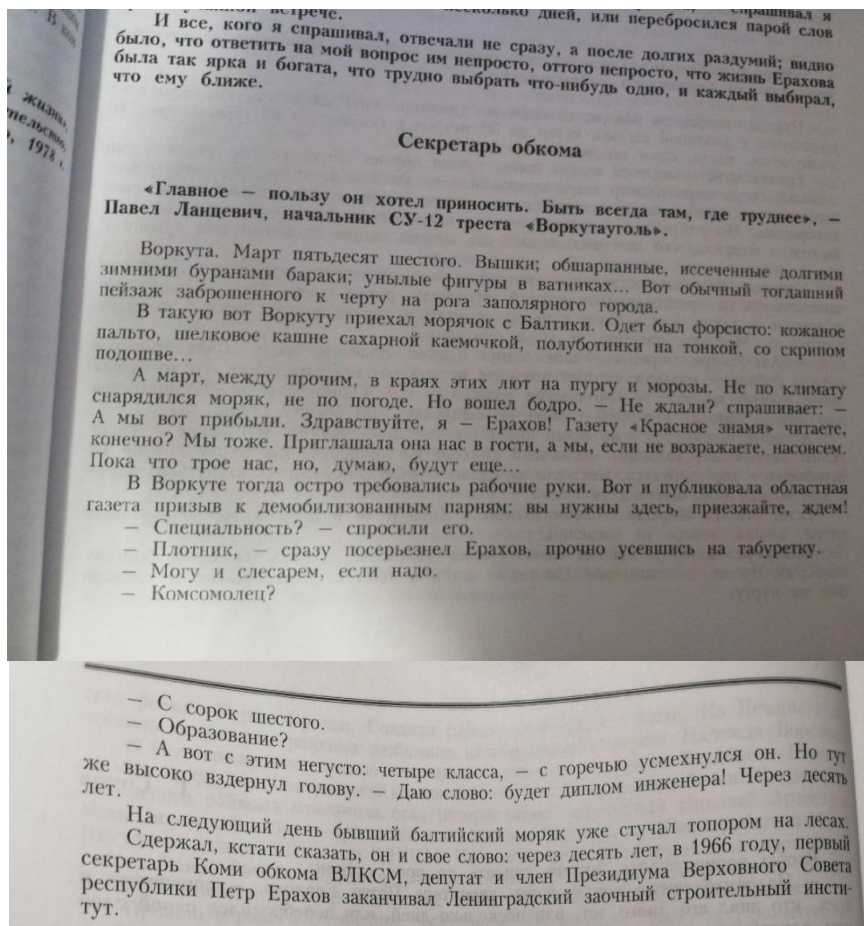 несколько дней, или перебросился парой слов
встрече.
И все, кого я спрашивал, отвечали не сразу, а после долгих раздумий; видно
было, что ответить на мой вопрос им непросто, оттого непросто, что жизнь Ерахова
была так ярка и богата, что трудно выбрать что-нибудь одно, и каждый выбирал,
что ему ближе.
жизнь»,
1978 г.
Секретарь обкома
«Главное — пользу он хотел приносить. Быть всегда там, где труднее», —
Павел Ланцевич, начальник СУ-12 треста «Воркутауголь».
Воркута. Март пятьдесят шестого. Вышки; обшарпанные, иссеченные долгими
зимними буранами бараки; унылые фигуры в ватниках... Вот обычный тогдашний
пейзаж заброшенного к черту на рога заполярного города.
В такую вот Воркуту приехал морячок с Балтики. Одет был форсисто: кожаное
пальто, шелковое кашне сахарной каемочкой, полуботинки на тонкой, со скрипом
подошве...
А март, между прочим, в краях этих лют на пургу и морозы. Не по климату
снарядился моряк, не по погоде. Но вошел бодро. — Не ждали? спрашивает: —
А мы вот прибыли. Здравствуйте, я — Ерахов! Газету «Красное знамя» читаете,
конечно? Мы тоже. Приглашала она нас в гости, а мы, если не возражаете, насовсем.
Пока что трое нас, но, думаю, будут еще...
В Воркуте тогда остро требовались рабочие руки. Вот и публиковала областная
газета призыв к демобилизованным парням: вы нужны здесь, приезжайте, ждем!
— Специальность? — спросили его.
— Плотник, — сразу посерьезнел Ерахов, прочно усевшись на табуретку.
— Могу и слесарем, если надо.
— Комсомолец?
— С сорок шестого.
— Образование?
— А вот с этим негусто: четыре класса, — с горечью усмехнулся он. Но тут
же высоко вздернул голову. — Даю слово: будет диплом инженера! Через десять
лет.
На следующий день бывший балтийский моряк уже стучал топором на лесах.
Сдержал, кстати сказать, он и свое слово: через десять лет, в 1966 году, первый
секретарь Коми обкома ВЛКСМ, депутат и член Президиума Верховного Совета
республики Петр Ерахов заканчивал Ленинградский заочный строительный инсти-
тут.